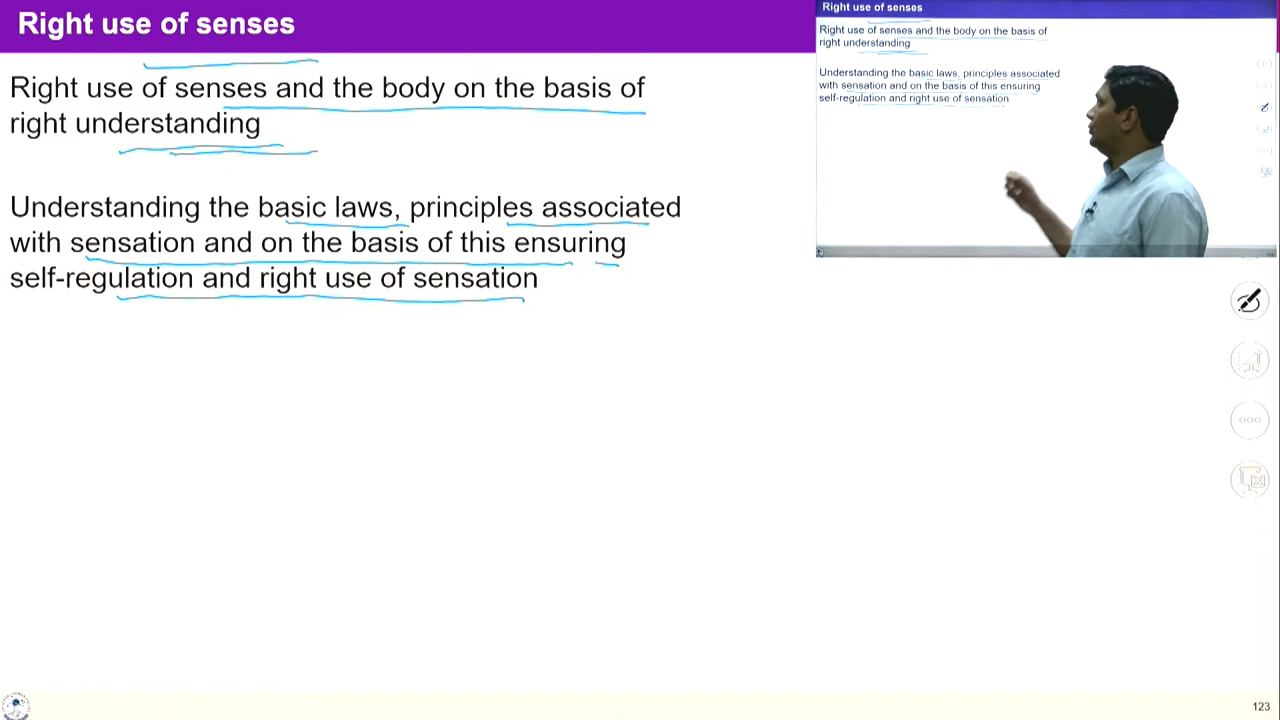 Right use of senses
Right use of senses and the body on the basis of
right understanding
Understanding the basic laws, principles associated
with sensation and on the basis of this ensuring
self-regulation and right use of sensation
Right use of senses
Right use of senses and the body on the basis of
right understanding
Understanding the basic laws, principles associated
with sensation and on the basis of this ensuring
self-regulation and right use of sensation
123